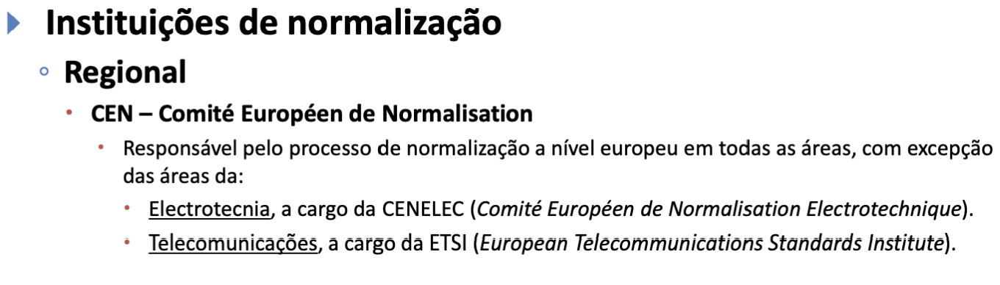 Instituições de normalização
Regional
CEN – Comité Européen de Normalisation
Responsável pelo processo de normalização a nível europeu em todas as áreas, com excepção
das áreas da:
Electrotecnia, a cargo da CENELEC (Comité Européen de Normalisation Electrotechnique).
Telecomunicações, a cargo da ETSI (European Telecommunications Standards Institute).